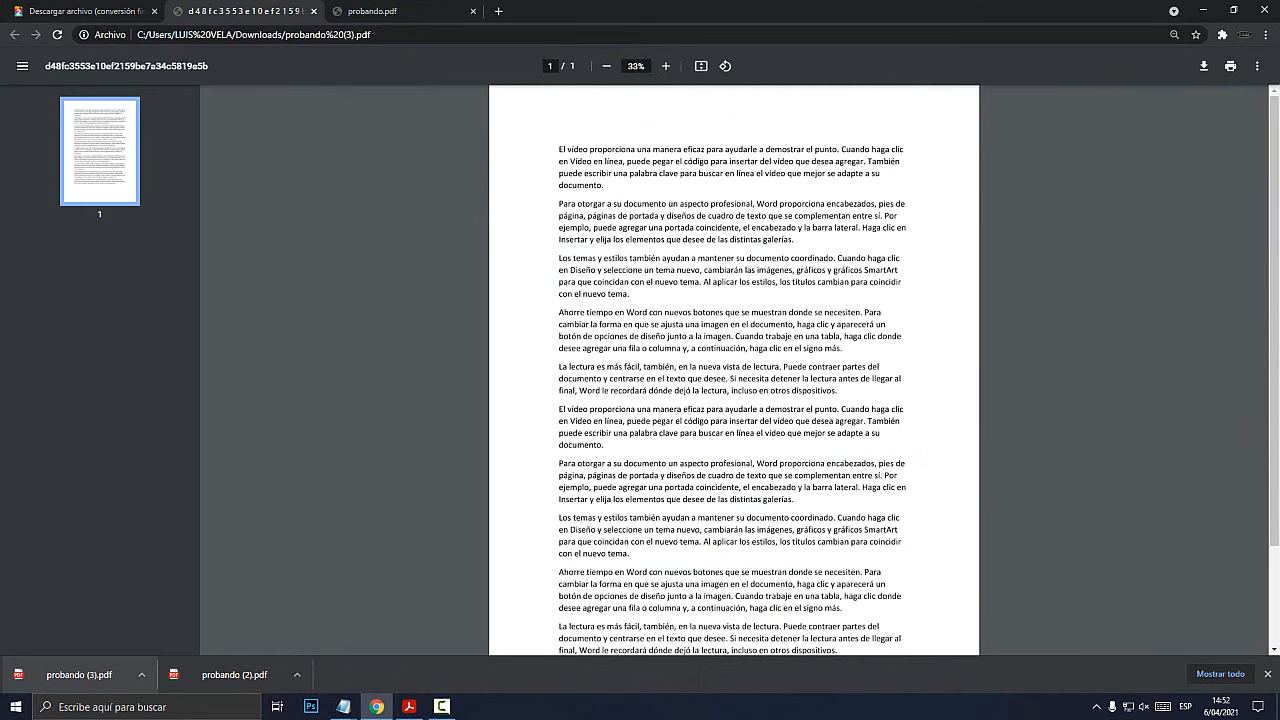 Descargar archivo (conversión fi
d 4 8 f c 3 5 5 3 e 1 0 e f 2 1 5 9
probando.pdf
Archivo
C:/Users/LUIS%20VELA/Downloads/probando%20(3).pdf
d48fc3553e10ef2159be7a34c5819e5b
1 / 1
33%
1
El vídeo proporciona una manera eficaz para ayudarle a demostrar el punto. Cuando haga clic
en Vídeo en línea, puede pegar el código para insertar del vídeo que desea agregar. También
puede escribir una palabra clave para buscar en línea el vídeo que mejor se adapte a su
documento.
Para otorgar a su documento un aspecto profesional, Word proporciona encabezados, pies de
página, páginas de portada y diseños de cuadro de texto que se complementan entre sí. Por
ejemplo, puede agregar una portada coincidente, el encabezado y la barra lateral. Haga clic en
Insertar y elija los elementos que desee de las distintas galerías.
Los temas y estilos también ayudan a mantener su documento coordinado. Cuando haga clic
en Diseño y seleccione un tema nuevo, cambiarán las imágenes, gráficos y gráficos SmartArt
para que coincidan con el nuevo tema. Al aplicar los estilos, los títulos cambian para coincidir
con el nuevo tema.
Ahorre tiempo en Word con nuevos botones que se muestran donde se necesiten. Para
cambiar la forma en que se ajusta una imagen en el documento, haga clic y aparecerá un
botón de opciones de diseño junto a la imagen. Cuando trabaje en una tabla, haga clic donde
desee agregar una fila o columna y, a continuación, haga clic en el signo más.
La lectura es más fácil, también, en la nueva vista de lectura. Puede contraer partes del
documento y centrarse en el texto que desee. Si necesita detener la lectura antes de llegar al
final, Word le recordará dónde dejó la lectura, incluso en otros dispositivos.
El vídeo proporciona una manera eficaz para ayudarle a demostrar el punto. Cuando haga clic
en Vídeo en línea, puede pegar el código para insertar del vídeo que desea agregar. También
puede escribir una palabra clave para buscar en línea el vídeo que mejor se adapte a su
documento.
Para otorgar a su documento un aspecto profesional, Word proporciona encabezados, pies de
página, páginas de portada y diseños de cuadro de texto que se complementan entre sí. Por
ejemplo, puede agregar una portada coincidente, el encabezado y la barra lateral. Haga clic en
Insertar y elija los elementos que desee de las distintas galerías.
Los temas y estilos también ayudan a mantener su documento coordinado. Cuando haga clic
en Diseño y seleccione un tema nuevo, cambiarán las imágenes, gráficos y gráficos SmartArt
para que coincidan con el nuevo tema. Al aplicar los estilos, los títulos cambian para coincidir
con el nuevo tema.
Ahorre tiempo en Word con nuevos botones que se muestran donde se necesiten. Para
cambiar la forma en que se ajusta una imagen en el documento, haga clic y aparecerá un
botón de opciones de diseño junto a la imagen. Cuando trabaje en una tabla, haga clic donde
desee agregar una fila o columna y, a continuación, haga clic en el signo más.
La lectura es más fácil, también, en la nueva vista de lectura. Puede contraer partes del
documento y centrarse en el texto que desee. Si necesita detener la lectura antes de llegar al
final, Word le recordará dónde dejó la lectura, incluso en otros dispositivos.
probando (3).pdf
probando (2).pdf
Mostrar todo
Escribe aquí para buscar
Ps
ESP
14:52
6/04/2021